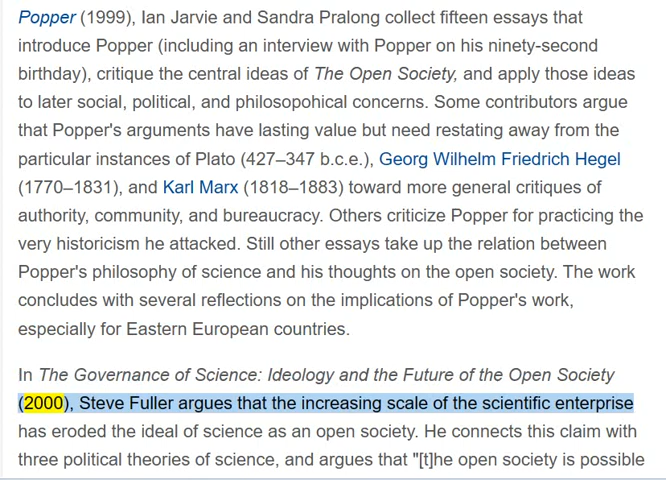 Popper (1999), Ian Jarvie and Sandra Pralong collect fifteen essays that
introduce Popper (including an interview with Popper on his ninety-second
birthday), critique the central ideas of The Open Society, and apply those ideas
to later social, political, and philosopohical concerns. Some contributors argue
that Popper's arguments have lasting value but need restating away from the
particular instances of Plato (427–347 b.c.e.), Georg Wilhelm Friedrich Hegel
(1770–1831), and Karl Marx (1818–1883) toward more general critiques of
authority, community, and bureaucracy. Others criticize Popper for practicing the
very historicism he attacked. Still other essays take up the relation between
Popper's philosophy of science and his thoughts on the open society. The work
concludes with several reflections on the implications of Popper's work,
especially for Eastern European countries.
In The Governance of Science: Ideology and the Future of the Open Society
(2000), Steve Fuller argues that the increasing scale of the scientific enterprise
has eroded the ideal of science as an open society. He connects this claim with
three political theories of science, and argues that "[t]he open society is possible